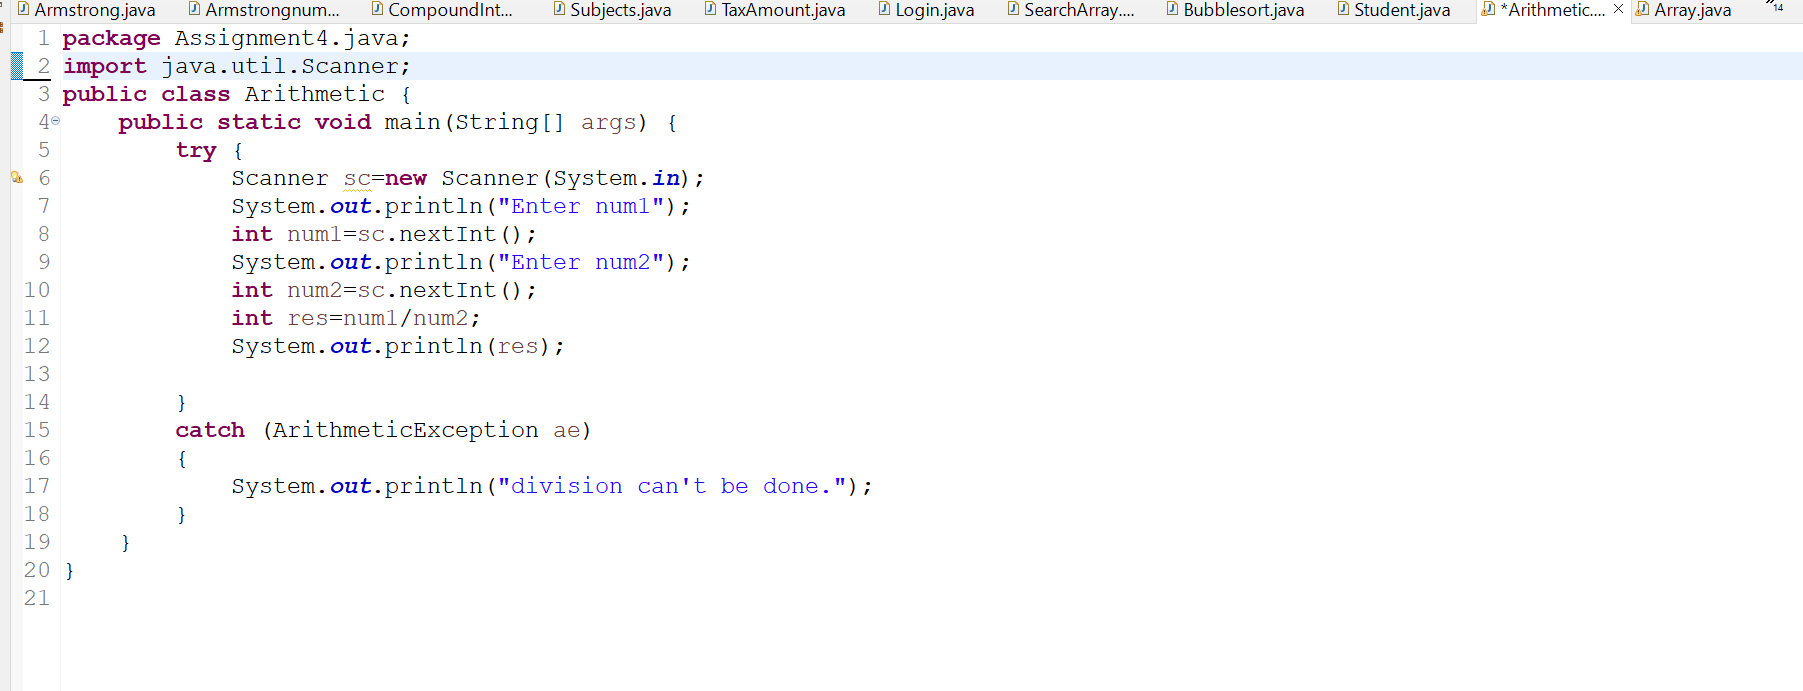 Armstrong.java Armstrongnum... CompoundInt... Subjects.java TaxAmount.java Login.java SearchArray.... Bubblesort.java Student.java *Arithmetic.... Array.java 14
1 package Assignment4.java;
2 import java.util.Scanner;
3 public class Arithmetic {
4 public static void main(String[] args) {
5 try {
6 Scanner sc=new Scanner(System.in);
7 System.out.println("Enter num1");
8 int num1=sc.nextInt();
9 System.out.println("Enter num2");
10 int num2=sc.nextInt();
11 int res=num1/num2;
12 System.out.println(res);
13
14 }
15 catch (ArithmeticException ae)
16 {
17 System.out.println("division can't be done.");
18 }
19 }
20 }
21